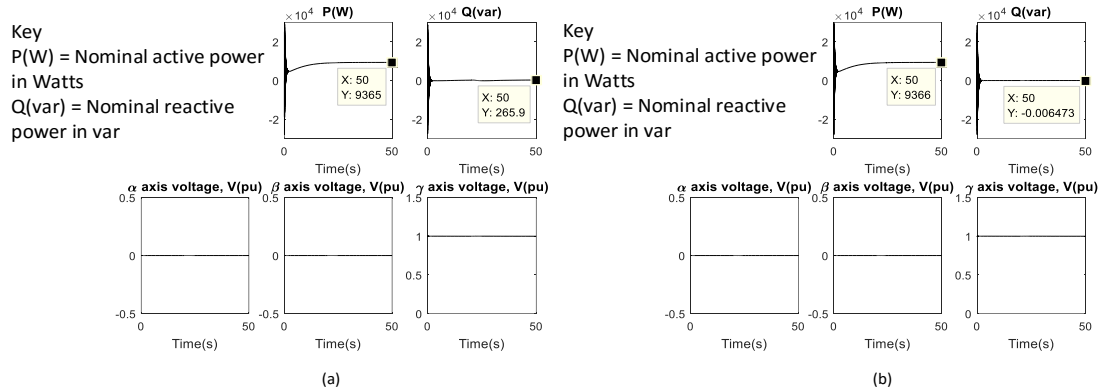 Key
P(W) = Nominal active power
in Watts
Q(var) = Nominal reactive
power in var
×10⁴ P(W)
2
0
-2
X: 50
Y: 9365
0
50
Time(s)
×10⁴ Q(var)
2
0
-2
X: 50
Y: 265.9
0
50
Time(s)
α axis voltage, V(pu)
0.5
0
-0.5
0
50
Time(s)
β axis voltage, V(pu)
0.5
0
-0.5
0
50
Time(s)
γ axis voltage, V(pu)
1.5
1
0.5
0
0
50
Time(s)
(a)
Key
P(W) = Nominal active power
in Watts
Q(var) = Nominal reactive
power in var
×10⁴ P(W)
2
0
-2
X: 50
Y: 9366
0
50
Time(s)
×10⁴ Q(var)
2
0
-2
X: 50
Y: -0.006473
0
50
Time(s)
α axis voltage, V(pu)
0.5
0
-0.5
0
50
Time(s)
β axis voltage, V(pu)
0.5
0
-0.5
0
50
Time(s)
γ axis voltage, V(pu)
1.5
1
0.5
0
0
50
Time(s)
(b)